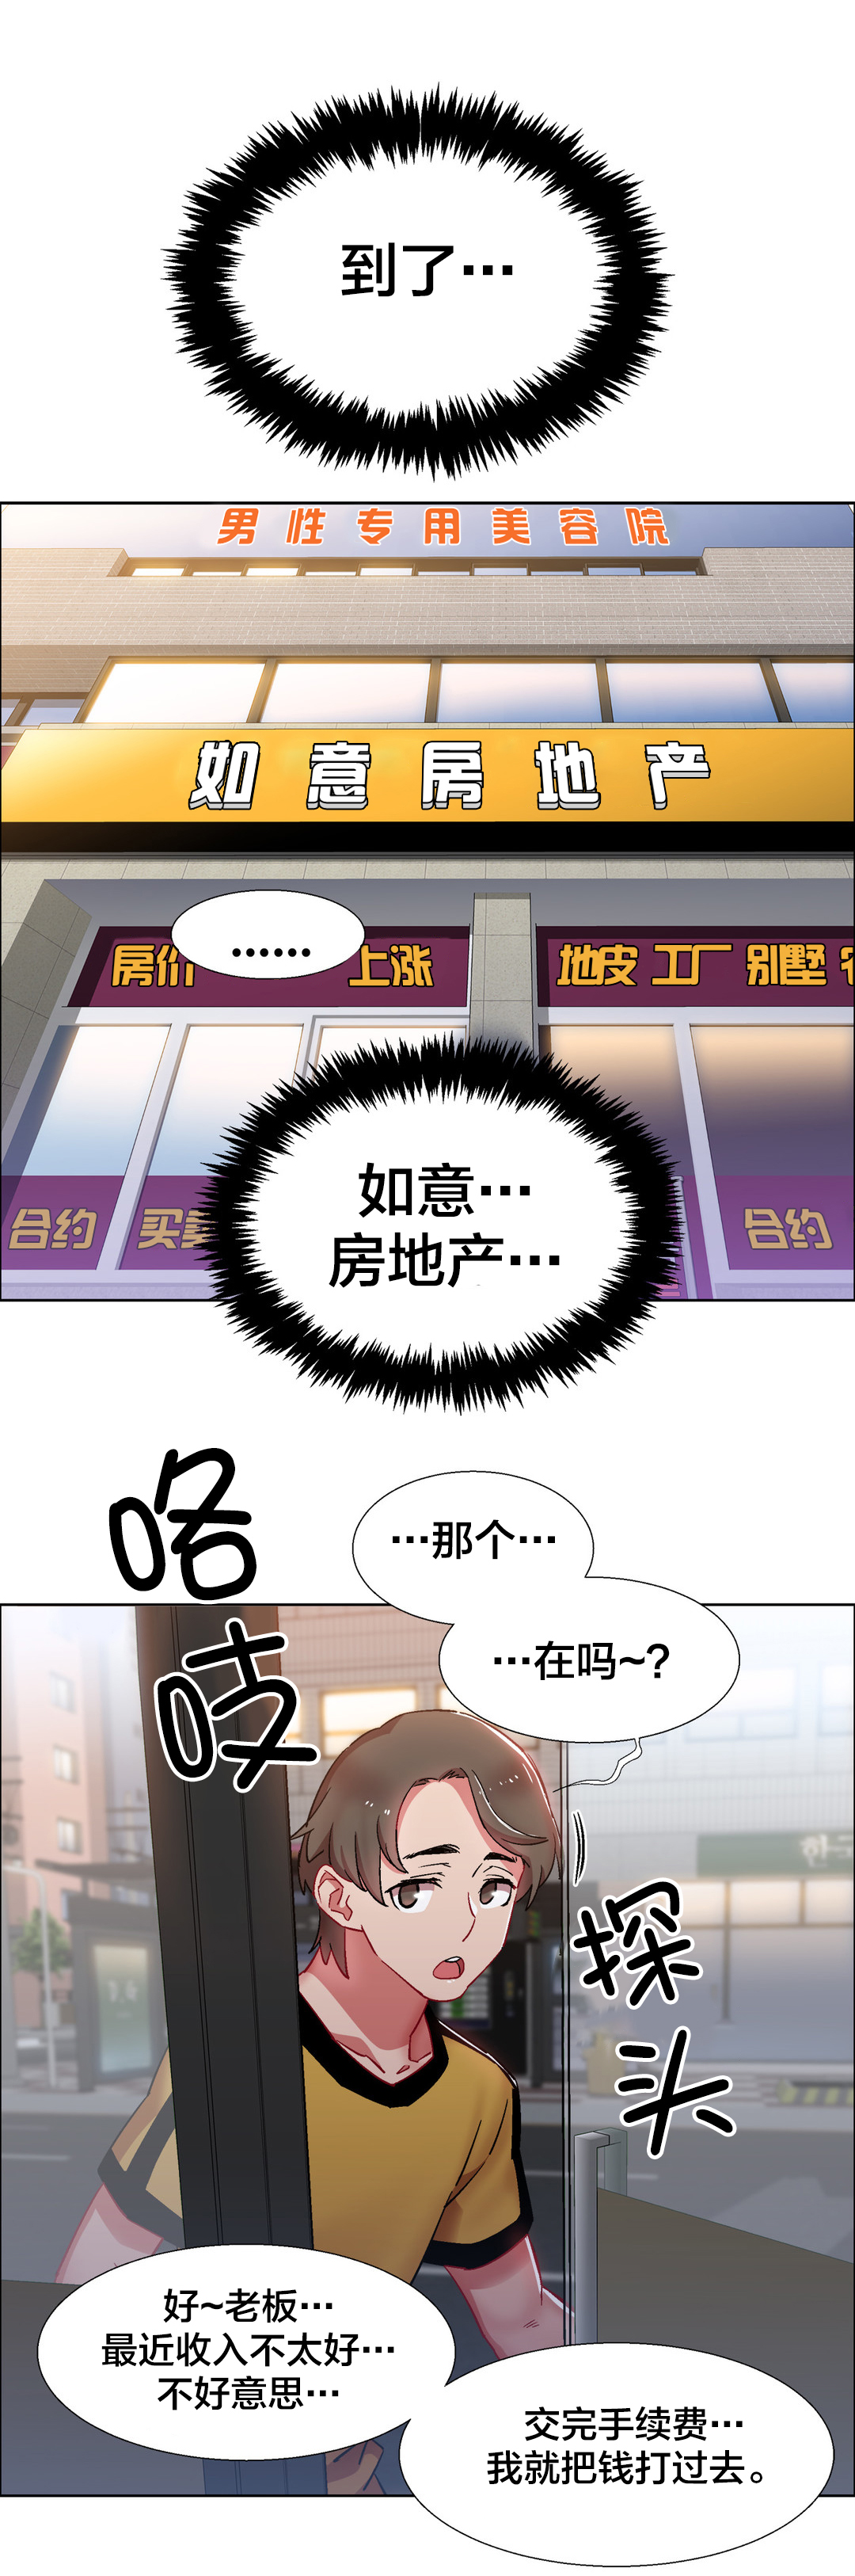 到了…
男性专用美容院
如意房地产
……
房价 上涨
地皮 工厂 别墅
如意…
房地产…
合约 买
合约
咯吱
…那个…
…在吗~?
한국
探头
好~老板…
最近收入不太好…
不好意思…
交完手续费…
我就把钱打过去。